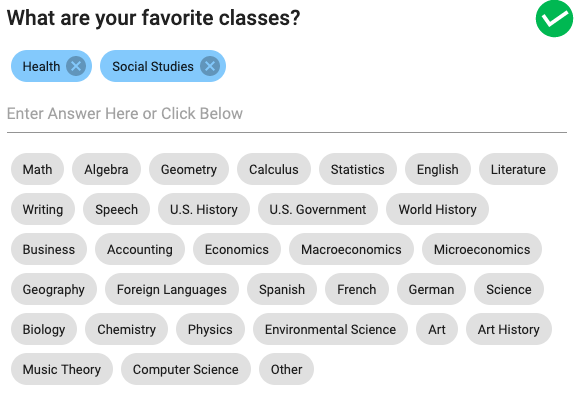 What are your favorite classes?
Health Social Studies
Enter Answer Here or Click Below
Math Algebra Geometry Calculus Statistics English Literature
Writing Speech U.S. History U.S. Government World History
Business Accounting Economics Macroeconomics Microeconomics
Geography Foreign Languages Spanish French German Science
Biology Chemistry Physics Environmental Science Art Art History
Music Theory Computer Science Other